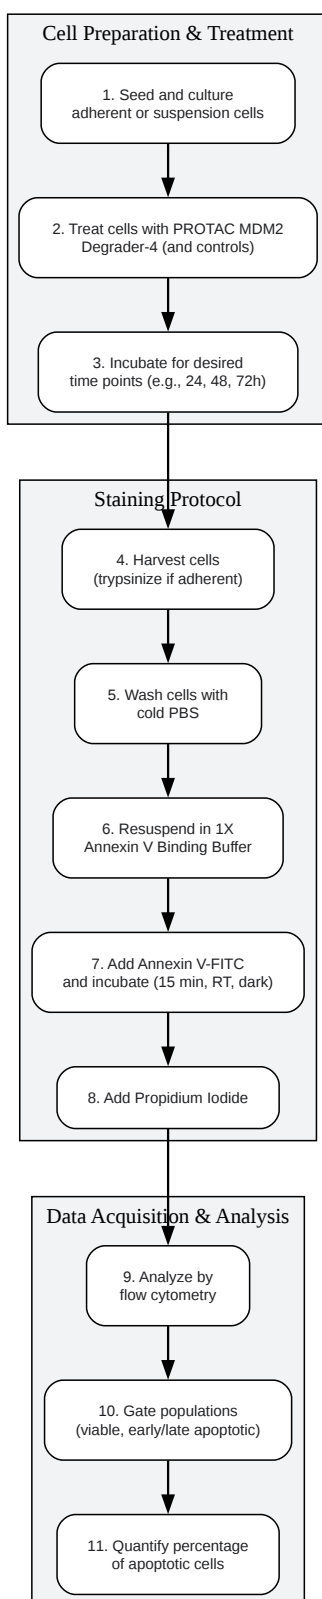 Cell Preparation & Treatment
1. Seed and culture
adherent or suspension cells
2. Treat cells with PROTAC MDM2
Degrader-4 (and controls)
3. Incubate for desired
time points (e.g., 24, 48, 72h)
Staining Protocol
4. Harvest cells
(trypsinize if adherent)
5. Wash cells with
cold PBS
6. Resuspend in 1X
Annexin V Binding Buffer
7. Add Annexin V-FITC
and incubate (15 min, RT, dark)
8. Add Propidium Iodide
Data Acquisition & Analysis
9. Analyze by
flow cytometry
10. Gate populations
(viable, early/late apoptotic)
11. Quantify percentage
of apoptotic cells